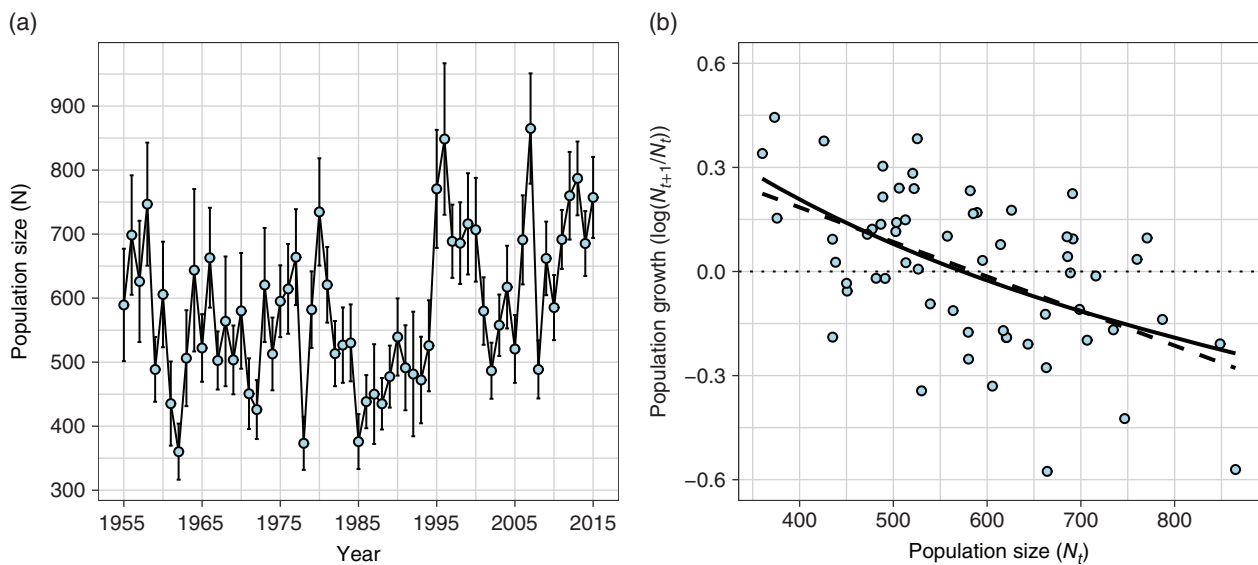 (a)
Population size (N)
900
800
700
600
500
400
300
1955 1965 1975 1985 1995 2005 2015
Year
(b)
Population growth (log(Nt+1/Nt))
0.6
0.3
0.0
−0.3
−0.6
400 500 600 700 800
Population size (Nt)